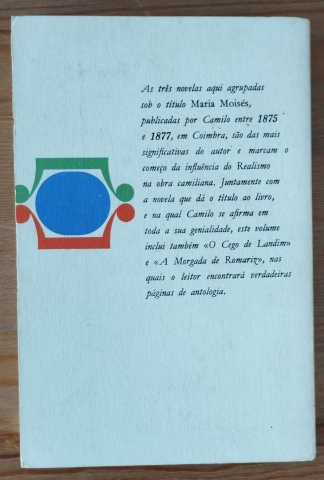 As três novelas aqui agrupadas
sob o título Maria Moisés,
publicadas por Camilo entre 1875
e 1877, em Coimbra, são das mais
significativas do autor e marcam o
começo da influência do Realismo
na obra camiliana. Juntamente com
a novela que dá o título ao livro,
e na qual Camilo se afirma em
toda a sua genialidade, este volume
inclui também «O Cego de Landim»
e «A Morgada de Romariz», nas
quais o leitor encontrará verdadeiras
páginas de antologia.